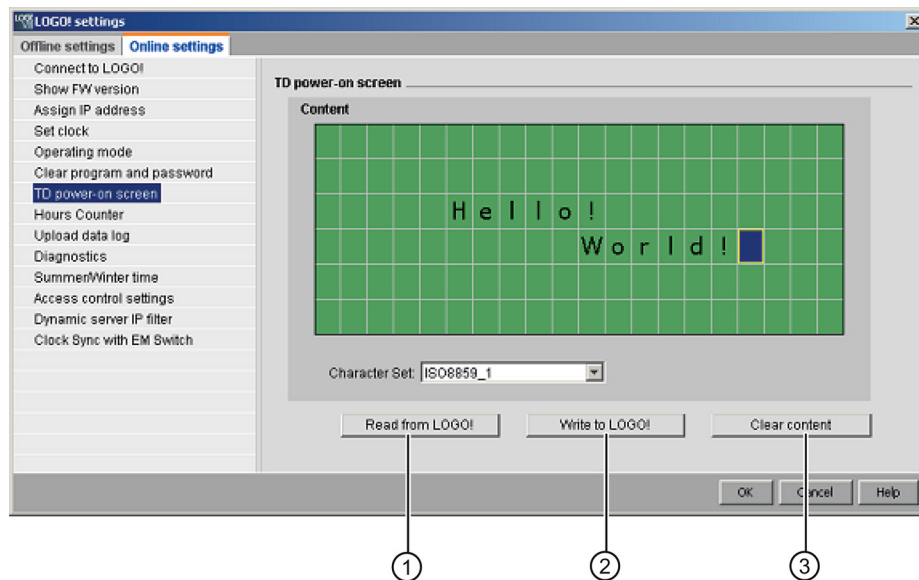 LOGO! settings
Offline settings Online settings
Connect to LOGO!
Show FW version
Assign IP address
Set clock
Operating mode
Clear program and password
TD power-on screen
Hours Counter
Upload data log
Diagnostics
Summer/Winter time
Access control settings
Dynamic server IP filter
Clock Sync with EM Switch
TD power-on screen
Content
Hello!
World!
Character Set: ISO8859_1
Read from LOGO! Write to LOGO! Clear content
OK Cancel Help
1 2 3